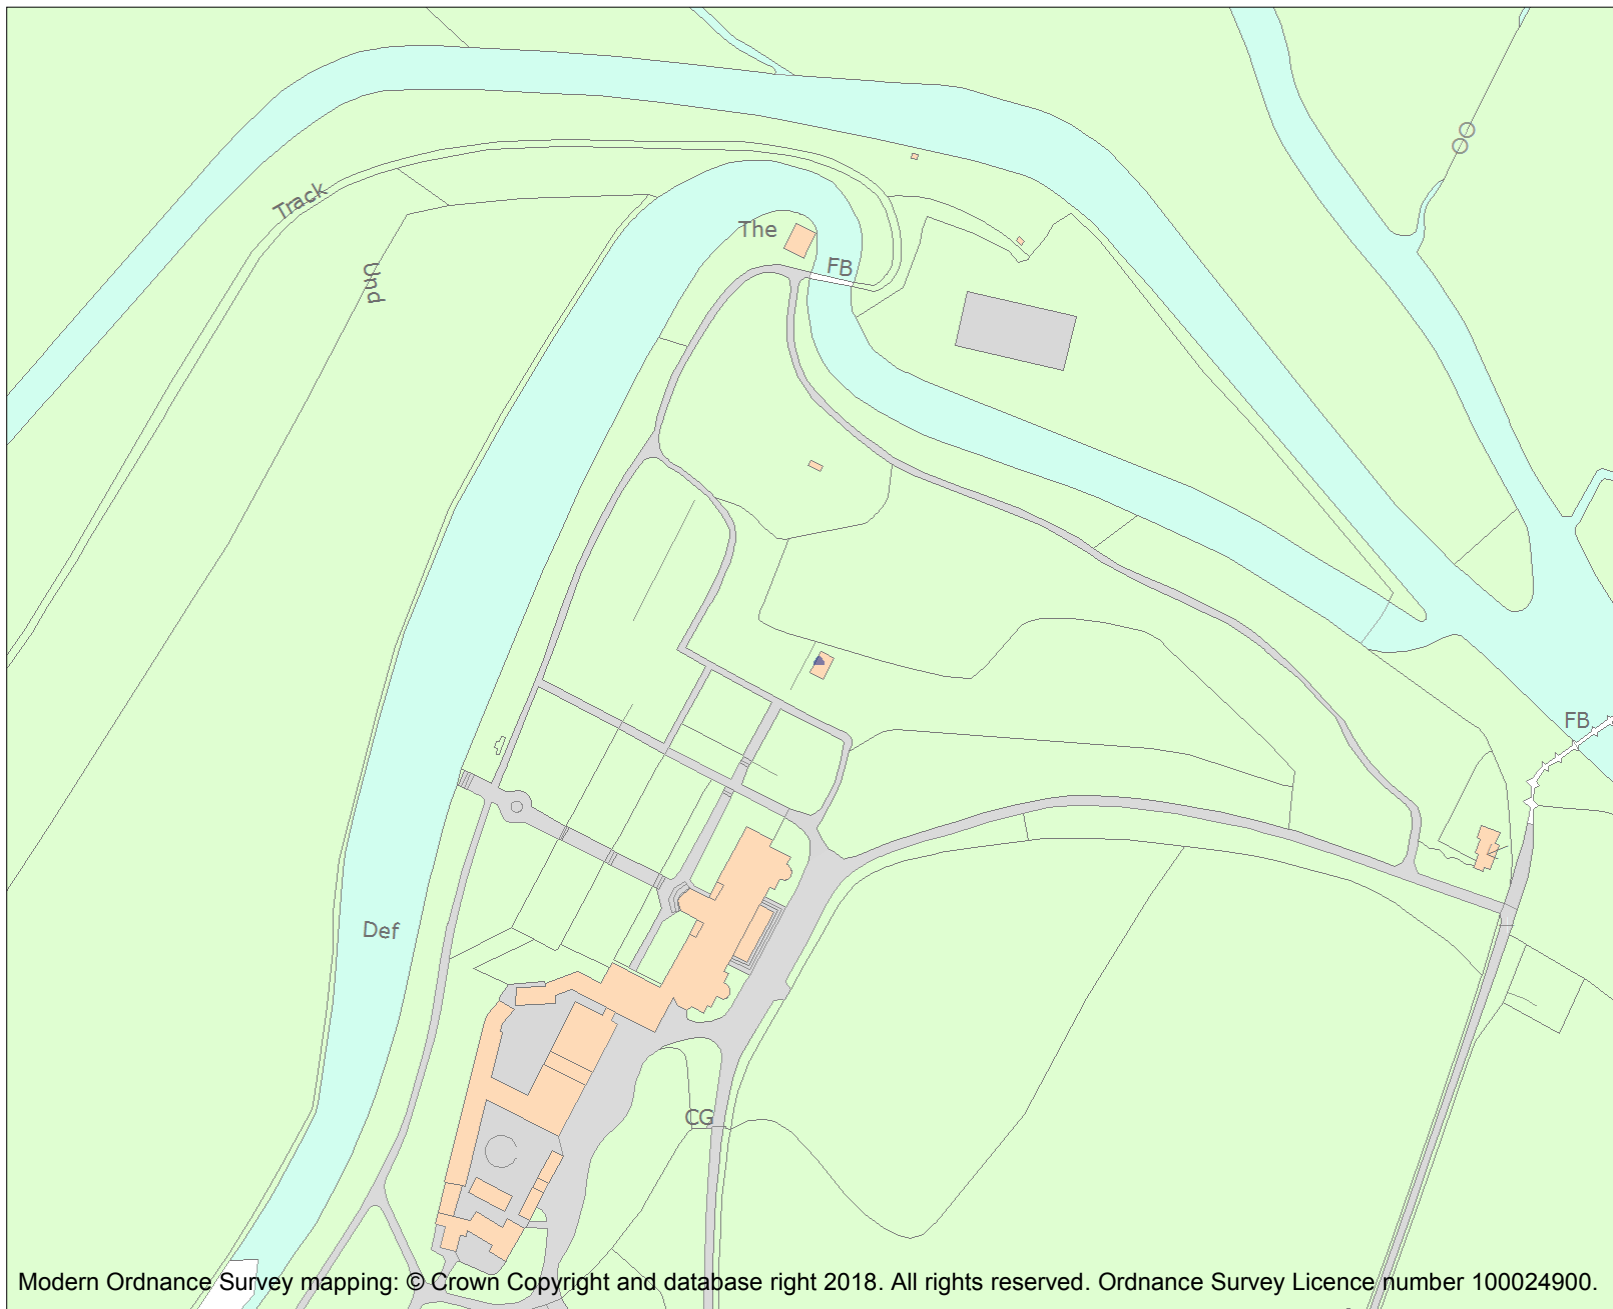 Track
The
FB
Und
FB
Def
CG
Modern Ordnance Survey mapping: © Crown Copyright and database right 2018. All rights reserved. Ordnance Survey Licence number 100024900.